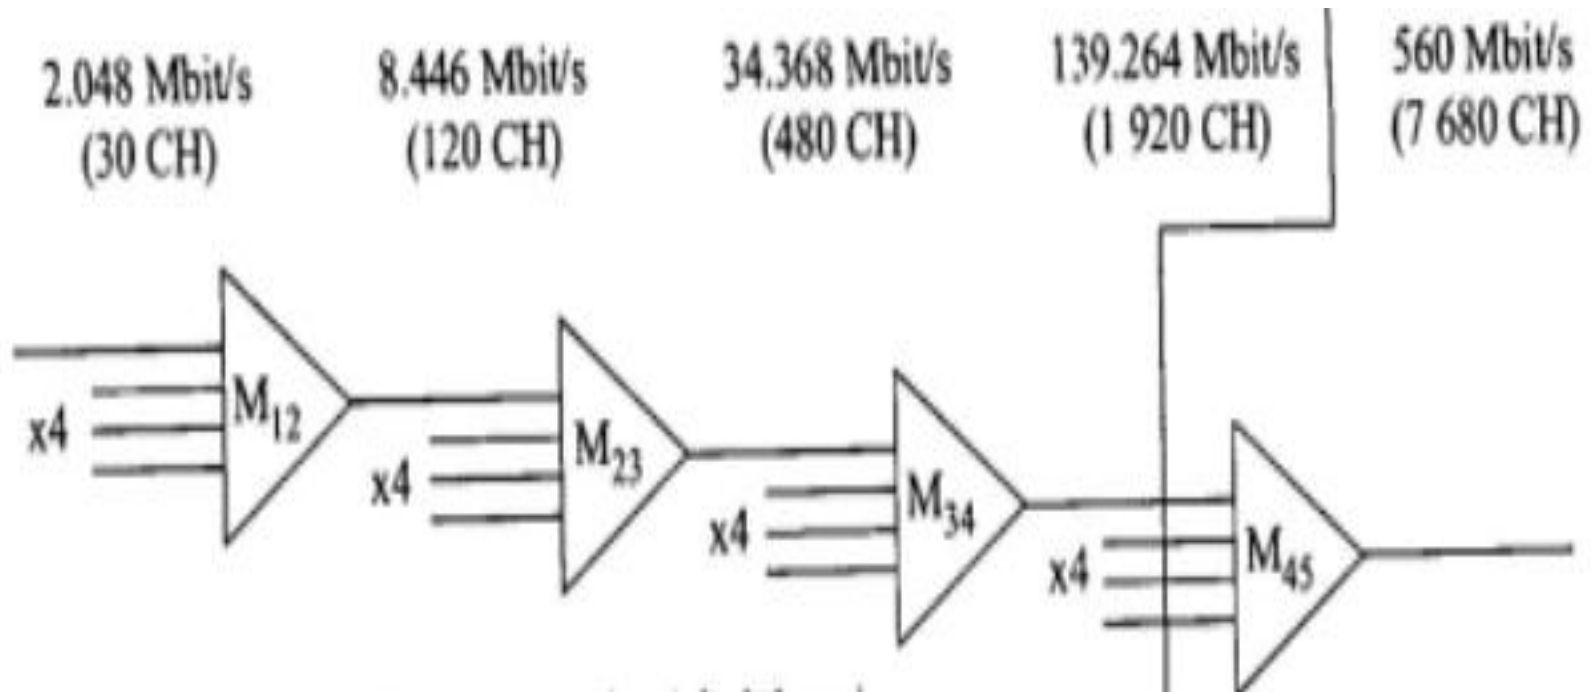 2.048 Mbit/s
(30 CH)
8.446 Mbit/s
(120 CH)
34.368 Mbit/s
(480 CH)
139.264 Mbit/s
(1 920 CH)
560 Mbit/s
(7 680 CH)
M12
x4
M23
x4
M34
x4
M45
x4